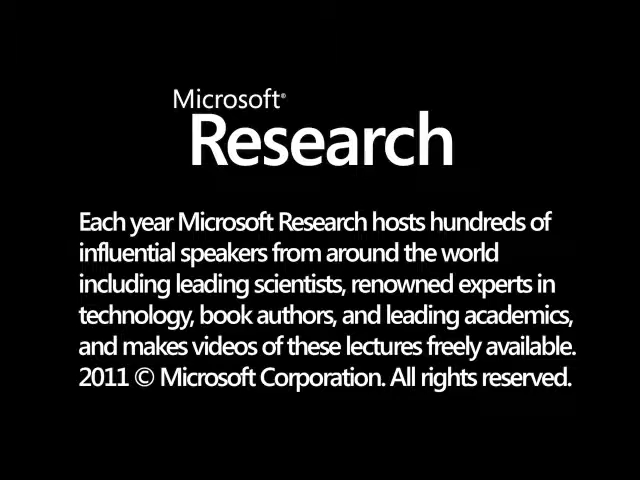 Microsoft®
Research
Each year Microsoft Research hosts hundreds of
influential speakers from around the world
including leading scientists, renowned experts in
technology, book authors, and leading academics,
and makes videos of these lectures freely available.
2011 © Microsoft Corporation. All rights reserved.